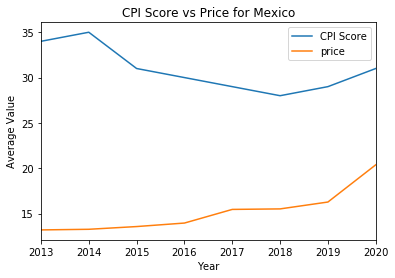 CPI Score vs Price for Mexico
CPI Score
price
35
30
25
20
15
Average Value
2013 2014 2015 2016 2017 2018 2019 2020
Year